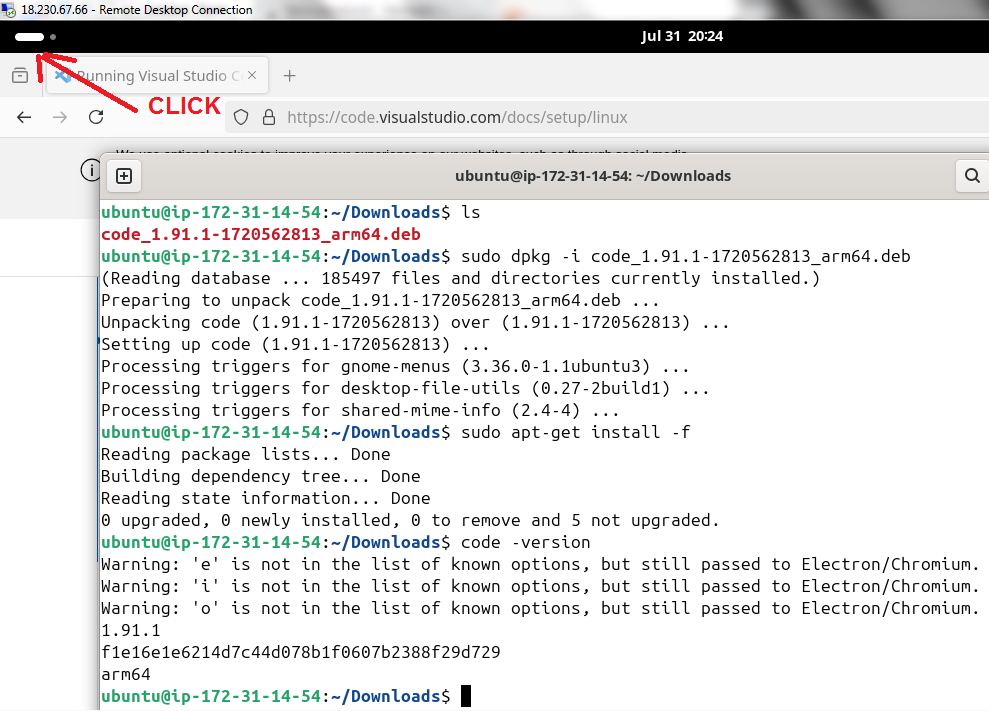 18.230.67.66 - Remote Desktop Connection
Jul 31 20:24
Running Visual Studio C
CLICK
https://code.visualstudio.com/docs/setup/linux
We use optional cookies to improve your experience on our websites, such as through social media
ubuntu@ip-172-31-14-54: ~/Downloads
ubuntu@ip-172-31-14-54:~/Downloads$ ls
code_1.91.1-1720562813_arm64.deb
ubuntu@ip-172-31-14-54:~/Downloads$ sudo dpkg -i code_1.91.1-1720562813_arm64.deb
(Reading database ... 185497 files and directories currently installed.)
Preparing to unpack code_1.91.1-1720562813_arm64.deb ...
Unpacking code (1.91.1-1720562813) over (1.91.1-1720562813) ...
Setting up code (1.91.1-1720562813) ...
Processing triggers for gnome-menus (3.36.0-1.1ubuntu3) ...
Processing triggers for desktop-file-utils (0.27-2build1) ...
Processing triggers for shared-mime-info (2.4-4) ...
ubuntu@ip-172-31-14-54:~/Downloads$ sudo apt-get install -f
Reading package lists... Done
Building dependency tree... Done
Reading state information... Done
0 upgraded, 0 newly installed, 0 to remove and 5 not upgraded.
ubuntu@ip-172-31-14-54:~/Downloads$ code -version
Warning: 'e' is not in the list of known options, but still passed to Electron/Chromium.
Warning: 'i' is not in the list of known options, but still passed to Electron/Chromium.
Warning: 'o' is not in the list of known options, but still passed to Electron/Chromium.
1.91.1
f1e16e1e6214d7c44d078b1f0607b2388f29d729
arm64
ubuntu@ip-172-31-14-54:~/Downloads$